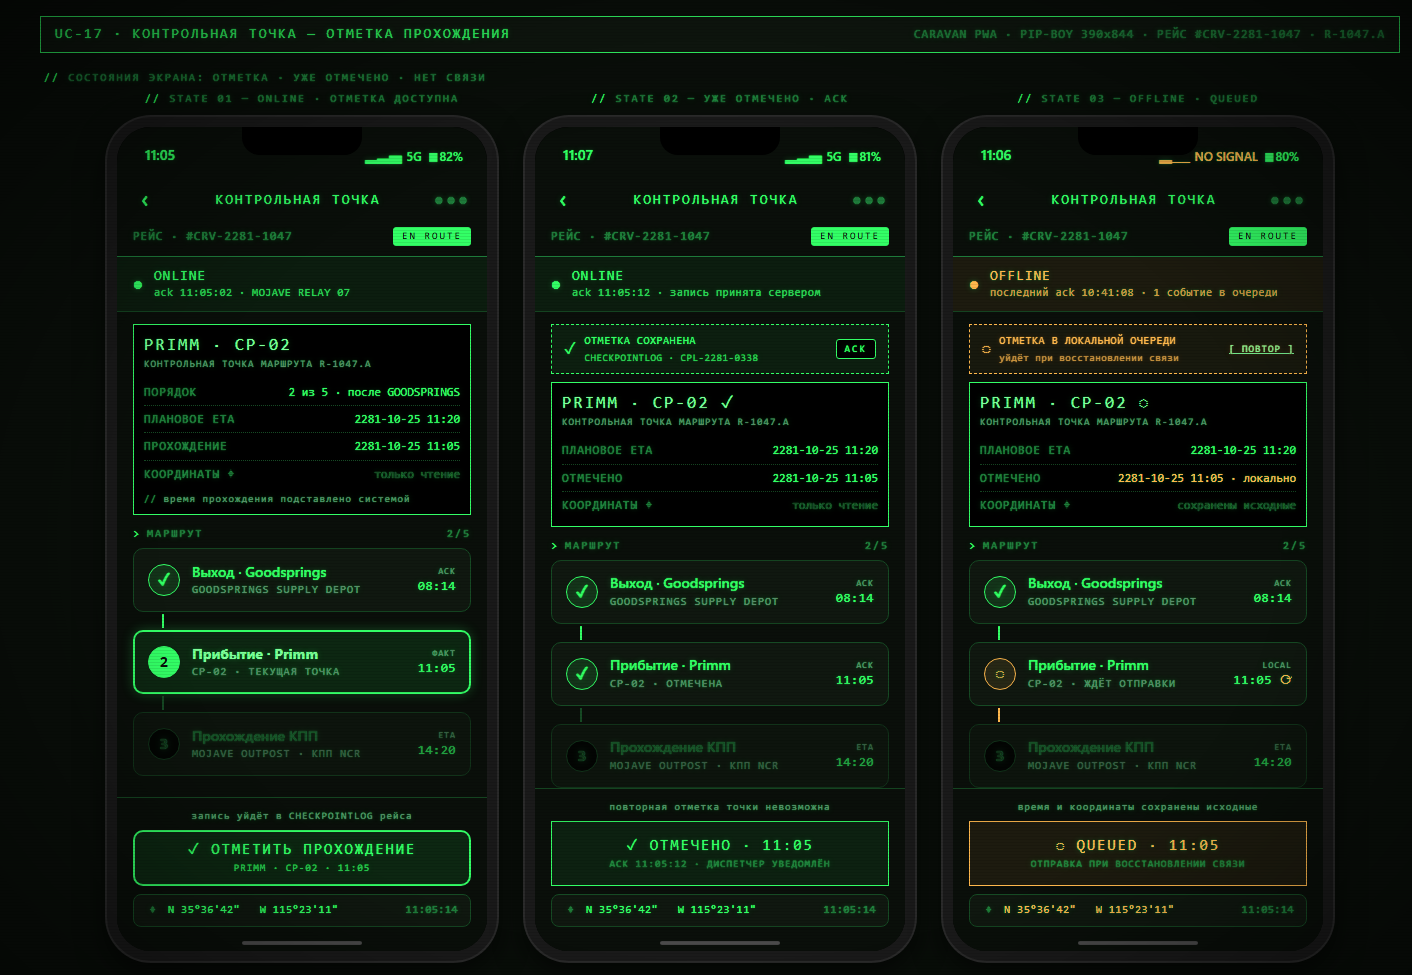 UC-17 · КОНТРОЛЬНАЯ ТОЧКА — ОТМЕТКА ПРОХОЖДЕНИЯ
CARAVAN PWA · PIP-BOY 390x844 · РЕЙС #CRV-2281-1047 · R-1047.A
// СОСТОЯНИЯ ЭКРАНА: ОТМЕТКА · УЖЕ ОТМЕЧЕНО · НЕТ СВЯЗИ
// STATE 01 — ONLINE · ОТМЕТКА ДОСТУПНА
11:05
5G 82%
‹ КОНТРОЛЬНАЯ ТОЧКА
РЕЙС · #CRV-2281-1047
EN ROUTE
ONLINE
ack 11:05:02 · MOJAVE RELAY 07
PRIMM · CP-02
КОНТРОЛЬНАЯ ТОЧКА МАРШРУТА R-1047.A
ПОРЯДОК 2 из 5 · после GOODSPRINGS
ПЛАНОВОЕ ЕТА 2281-10-25 11:20
ПРОХОЖДЕНИЕ 2281-10-25 11:05
КООРДИНАТЫ ⌖ только чтение
// время прохождения подставлено системой
> МАРШРУТ 2/5
✓ Выход · Goodsprings ACK
GOODSPRINGS SUPPLY DEPOT 08:14
2 Прибытие · Primm ФАКТ
CP-02 · ТЕКУЩАЯ ТОЧКА 11:05
3 Прохождение КПП ETA
MOJAVE OUTPOST · КПП NCR 14:20
запись уйдёт в CHECKPOINTLOG рейса
✓ ОТМЕТИТЬ ПРОХОЖДЕНИЕ
PRIMM · CP-02 · 11:05
⌖ N 35°36'42" W 115°23'11" 11:05:14
// STATE 02 — УЖЕ ОТМЕЧЕНО · ACK
11:07
5G 81%
‹ КОНТРОЛЬНАЯ ТОЧКА
РЕЙС · #CRV-2281-1047
EN ROUTE
ONLINE
ack 11:05:12 · запись принята сервером
✓ ОТМЕТКА СОХРАНЕНА
CHECKPOINTLOG · CPL-2281-0338
ACK
PRIMM · CP-02 ✓
КОНТРОЛЬНАЯ ТОЧКА МАРШРУТА R-1047.A
ПЛАНОВОЕ ЕТА 2281-10-25 11:20
ОТМЕЧЕНО 2281-10-25 11:05
КООРДИНАТЫ ⌖ только чтение
> МАРШРУТ 2/5
✓ Выход · Goodsprings ACK
GOODSPRINGS SUPPLY DEPOT 08:14
✓ Прибытие · Primm ACK
CP-02 · ОТМЕЧЕНА 11:05
3 Прохождение КПП ETA
MOJAVE OUTPOST · КПП NCR 14:20
повторная отметка точки невозможна
✓ ОТМЕЧЕНО · 11:05
ACK 11:05:12 · ДИСПЕТЧЕР УВЕДОМЛЁН
⌖ N 35°36'42" W 115°23'11" 11:05:14
// STATE 03 — OFFLINE · QUEUED
11:06
NO SIGNAL 80%
‹ КОНТРОЛЬНАЯ ТОЧКА
РЕЙС · #CRV-2281-1047
EN ROUTE
OFFLINE
последний ack 10:41:08 · 1 событие в очереди
◌ ОТМЕТКА В ЛОКАЛЬНОЙ ОЧЕРЕДИ
уйдёт при восстановлении связи
[ ПОВТОР ]
PRIMM · CP-02 ◌
КОНТРОЛЬНАЯ ТОЧКА МАРШРУТА R-1047.A
ПЛАНОВОЕ ЕТА 2281-10-25 11:20
ОТМЕЧЕНО 2281-10-25 11:05 · локально
КООРДИНАТЫ ⌖ сохранены исходные
> МАРШРУТ 2/5
✓ Выход · Goodsprings ACK
GOODSPRINGS SUPPLY DEPOT 08:14
◌ Прибытие · Primm LOCAL
CP-02 · ЖДЁТ ОТПРАВКИ 11:05 ⟳
3 Прохождение КПП ETA
MOJAVE OUTPOST · КПП NCR 14:20
время и координаты сохранены исходные
◌ QUEUED · 11:05
ОТПРАВКА ПРИ ВОССТАНОВЛЕНИИ СВЯЗИ
⌖ N 35°36'42" W 115°23'11" 11:05:14